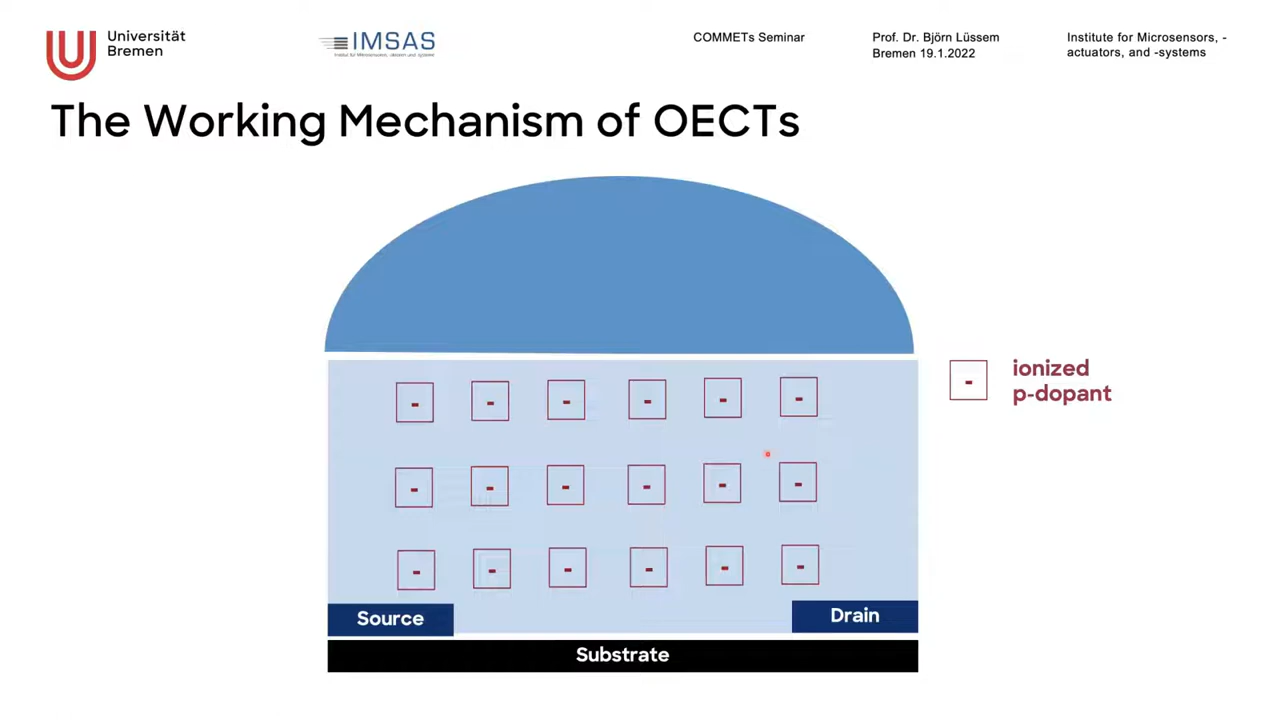 Universität
Bremen
IMSAS
COMMETs Seminar
Prof. Dr. Björn Lüssem
Bremen 19.1.2022
Institute for Microsensors, -
actuators, and -systems
The Working Mechanism of OECTs
- - - - - -
- - - - - -
- - - - - -
-
ionized
p-dopant
Source
Drain
Substrate